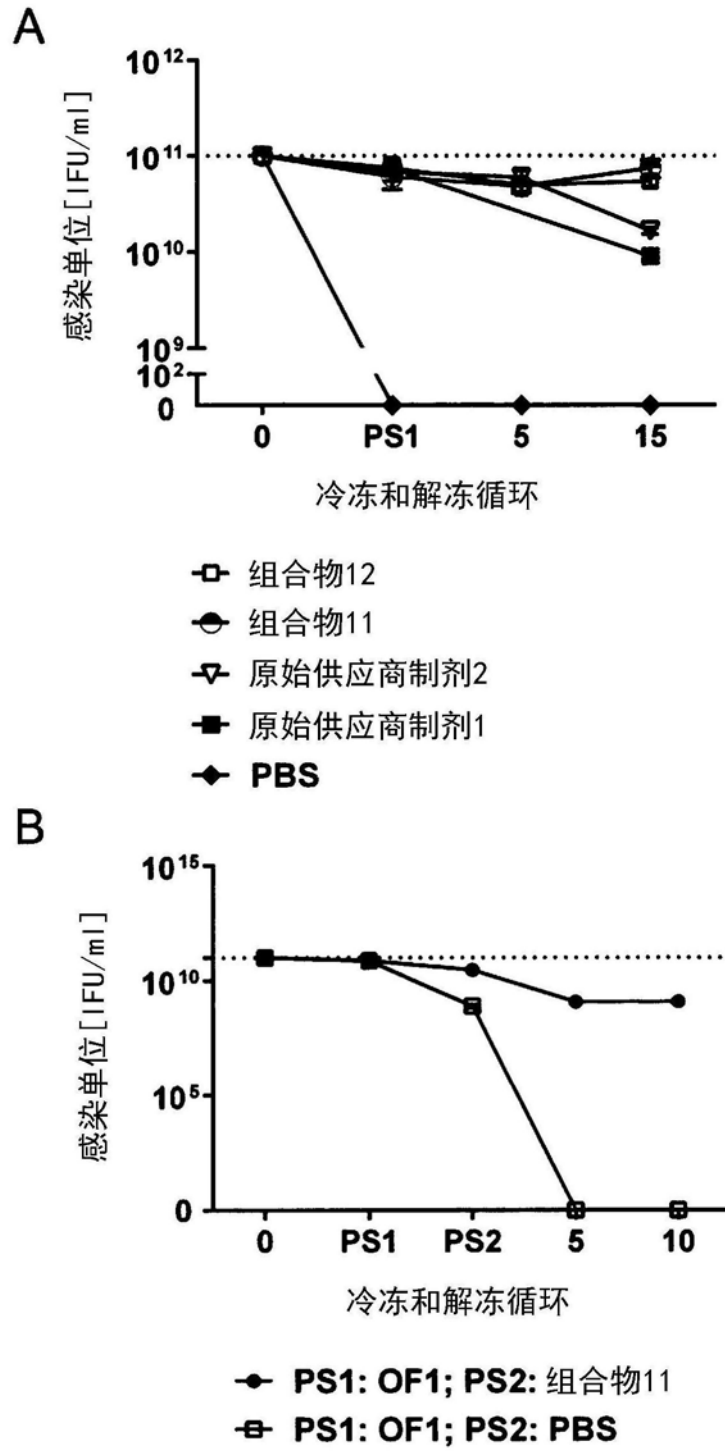 A
10¹²
10¹¹
10¹⁰
10⁹
10²
0
感染单位[IFU/ml]
0 PS1 5 15
冷冻和解冻循环
组合物12
组合物11
原始供应商制剂2
原始供应商制剂1
PBS
B
10¹⁵
10¹⁰
10⁵
0
感染单位[IFU/ml]
0 PS1 PS2 5 10
冷冻和解冻循环
PS1: OF1; PS2: 组合物11
PS1: OF1; PS2: PBS